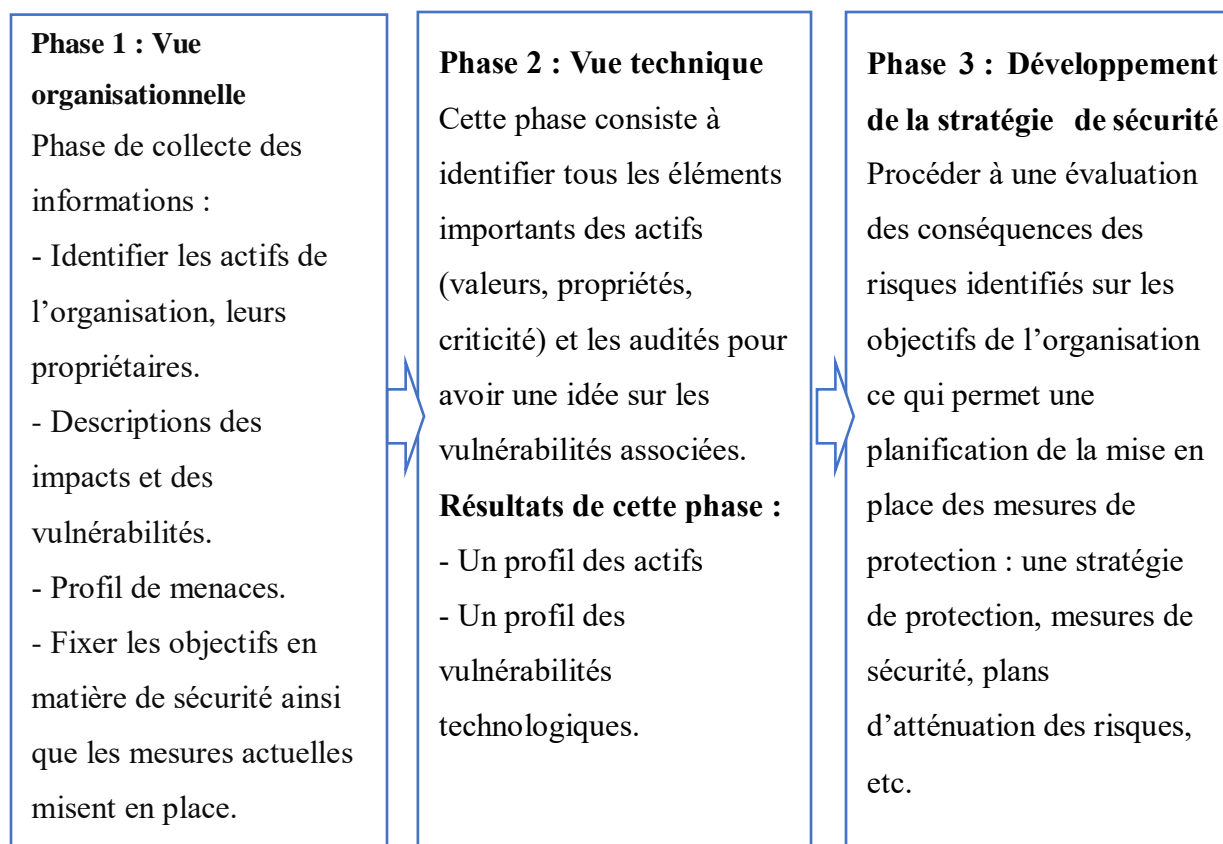 Phase 1 : Vue
organisationnelle
Phase de collecte des
informations :
- Identifier les actifs de
l’organisation, leurs
propriétaires.
- Descriptions des
impacts et des
vulnérabilités.
- Profil de menaces.
- Fixer les objectifs en
matière de sécurité ainsi
que les mesures actuelles
misent en place.
Phase 2 : Vue technique
Cette phase consiste à
identifier tous les éléments
importants des actifs
(valeurs, propriétés,
criticité) et les audités pour
avoir une idée sur les
vulnérabilités associées.
Résultats de cette phase :
- Un profil des actifs
- Un profil des
vulnérabilités
technologiques.
Phase 3 : Développement
de la stratégie de sécurité
Procéder à une évaluation
des conséquences des
risques identifiés sur les
objectifs de l’organisation
ce qui permet une
planification de la mise en
place des mesures de
protection : une stratégie
de protection, mesures de
sécurité, plans
d’atténuation des risques,
etc.